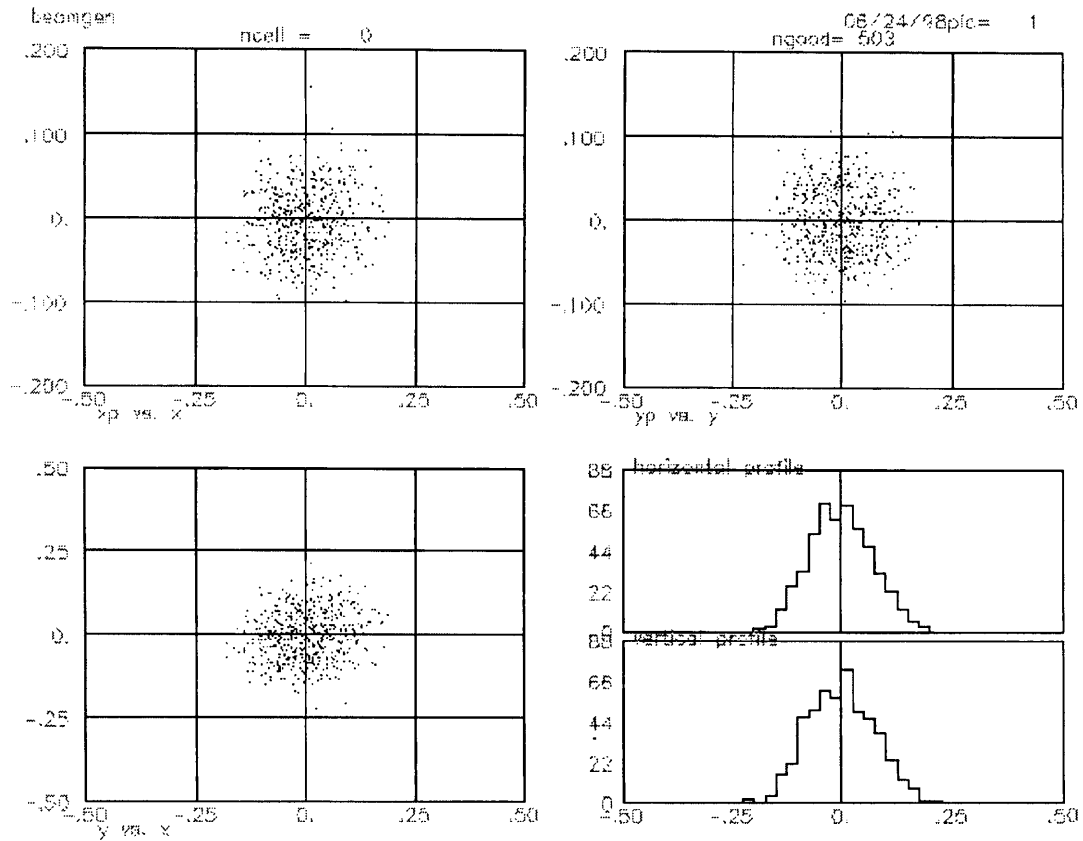 ncell = 0
06/24/98 pic= 1
ngood= 503
.200
.100
0.
-.100
-.200
-.50 -.25 0. .25 .50
xp vs. x
.200
.100
0.
-.100
-.200
-.50 -.25 0. .25 .50
yp vs. y
.50
.25
0.
-.25
-.50
-.50 -.25 0. .25 .50
y vs. x
88 horizontal profile
66
44
22
0
88 vertical profile
66
44
22
0
-.50 -.25 0. .25 .50